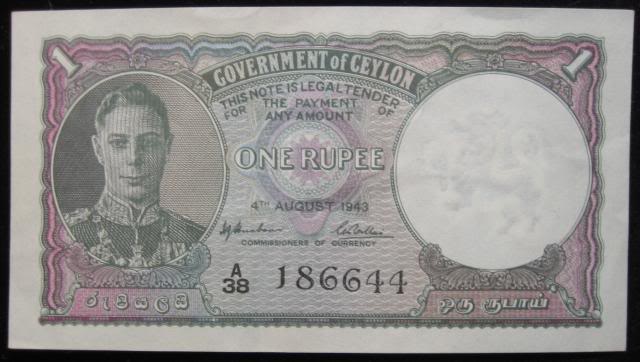 1 1
GOVERNMENT of CEYLON
THIS NOTE IS LEGAL TENDER
FOR THE PAYMENT OF
ANY AMOUNT
ONE RUPEE
4TH AUGUST 1943
COMMISSIONERS OF CURRENCY
A/38 186644
රුපියලයි ஒரு ரூபாய்